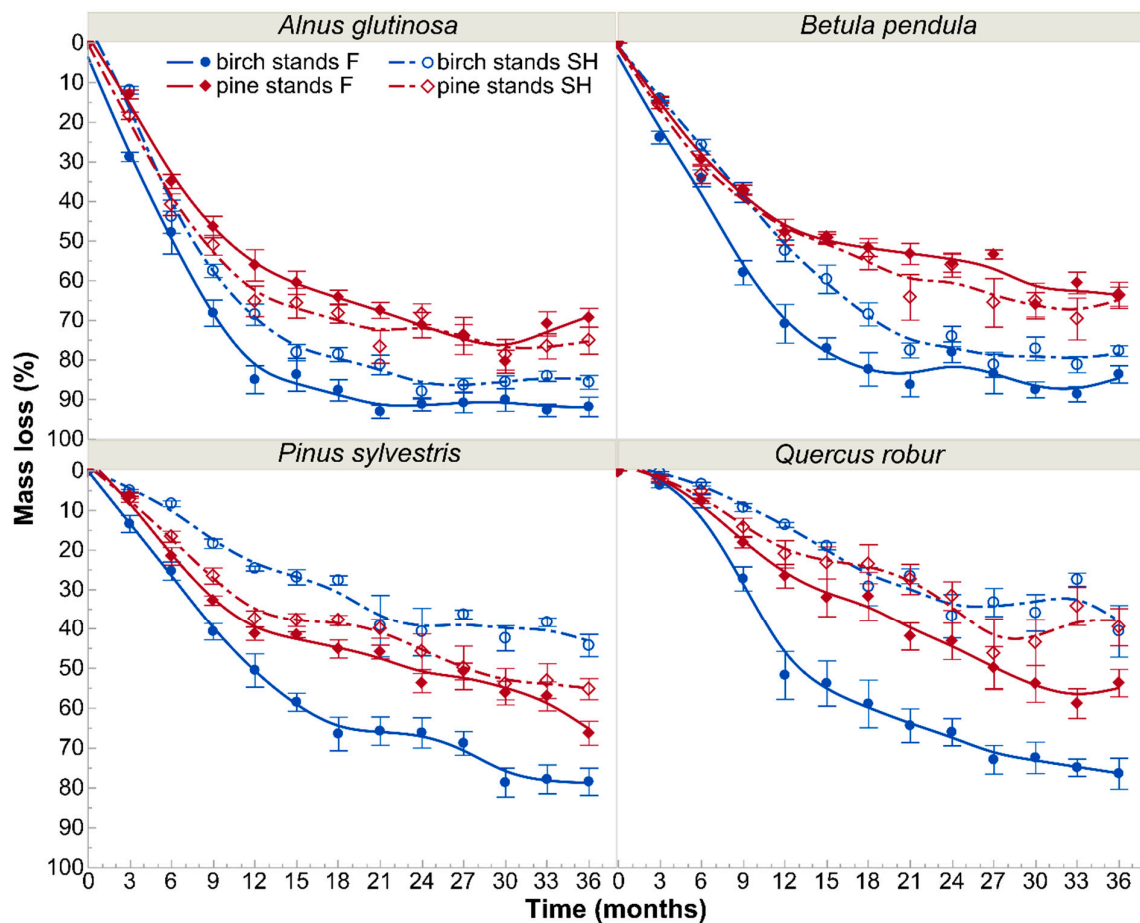 Alnus glutinosa
Betula pendula
birch stands F
birch stands SH
pine stands F
pine stands SH
0
10
20
30
40
50
60
70
80
90
100
Pinus sylvestris
Quercus robur
0
10
20
30
40
50
60
70
80
90
100
Mass loss (%)
0 3 6 9 12 15 18 21 24 27 30 33 36
0 3 6 9 12 15 18 21 24 27 30 33 36
Time (months)